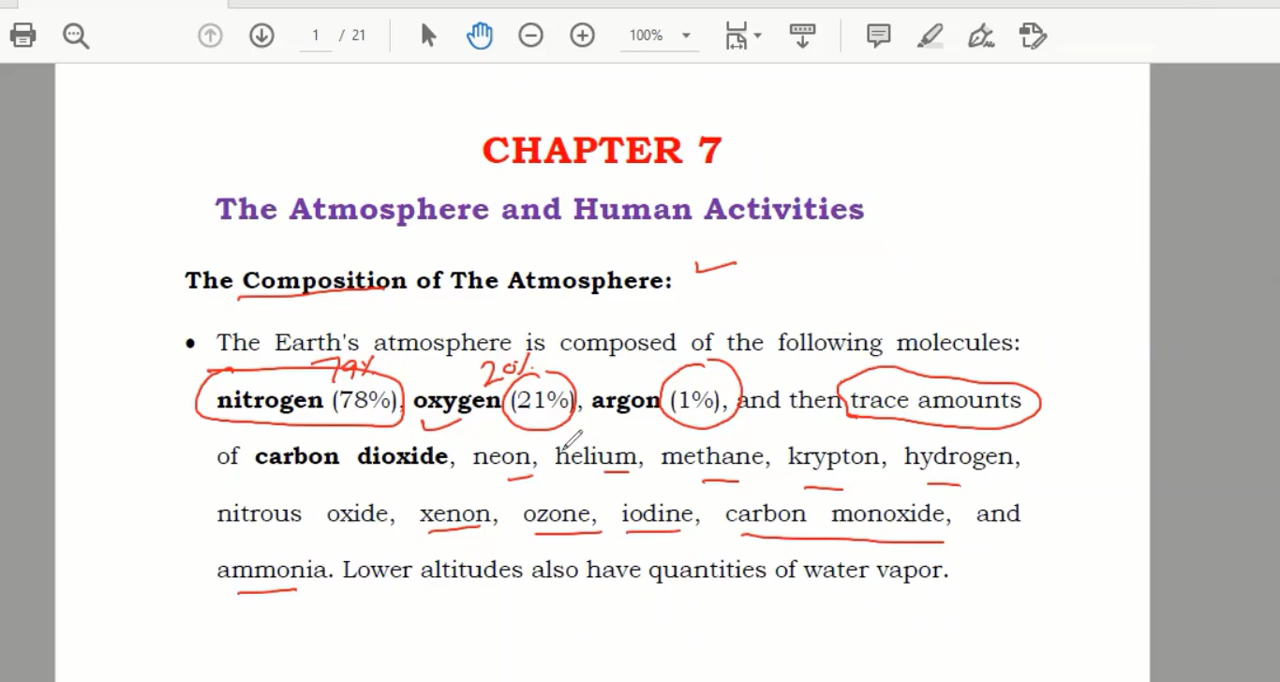 1 / 21 100%
CHAPTER 7
The Atmosphere and Human Activities
The Composition of The Atmosphere:
• The Earth's atmosphere is composed of the following molecules:
79% 20%
nitrogen (78%), oxygen (21%), argon (1%), and then trace amounts
of carbon dioxide, neon, helium, methane, krypton, hydrogen,
nitrous oxide, xenon, ozone, iodine, carbon monoxide, and
ammonia. Lower altitudes also have quantities of water vapor.